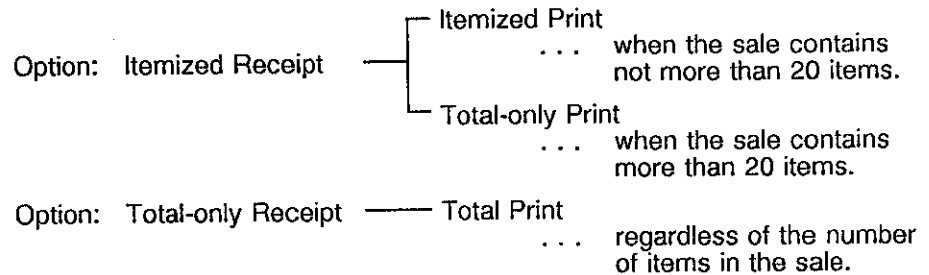 Itemized Print
. . . when the sale contains
Option: Itemized Receipt
not more than 20 items.
Total-only Print
. . . when the sale contains
more than 20 items.
Option: Total-only Receipt Total Print
. . . regardless of the number
of items in the sale.